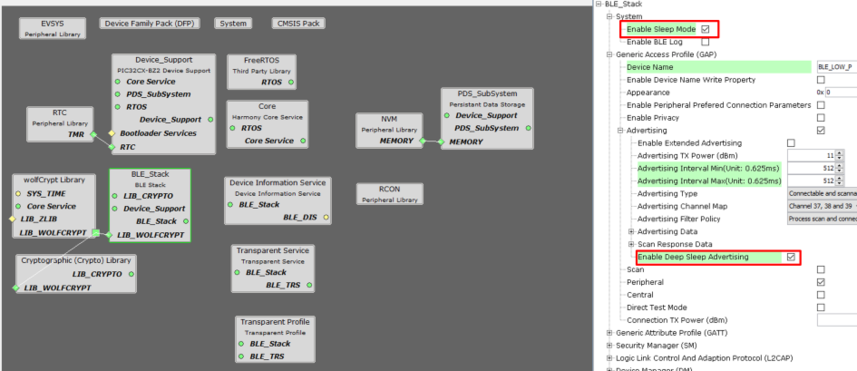 EVSYS
Peripheral Library
Device Family Pack (DFP)
System
CMSIS Pack
Device_Support
PIC32CX-BZ2 Device Support
Core Service
PDS_SubSystem
RTOS
Device_Support
Bootloader Services
RTC
FreeRTOS
Third Party Library
RTOS
Core
Harmony Core Service
RTOS
Core Service
RTC
Peripheral Library
TMR
NVM
Peripheral Library
MEMORY
PDS_SubSystem
Persistant Data Storage
Device_Support
PDS_SubSystem
MEMORY
wolfCrypt Library
SYS_TIME
Core Service
LIB_ZLIB
LIB_WOLFCRYPT
BLE_Stack
BLE Stack
LIB_CRYPTO
Device_Support
BLE_Stack
LIB_WOLFCRYPT
Device Information Service
Device Information Service
BLE_Stack
BLE_DIS
RCON
Peripheral Library
Cryptographic (Crypto) Library
LIB_CRYPTO
LIB_WOLFCRYPT
Transparent Service
Transparent Service
BLE_Stack
BLE_TRS
Transparent Profile
Transparent Profile
BLE_Stack
BLE_TRS
BLE_Stack
System
Enable Sleep Mode
Enable BLE Log
Generic Access Profile (GAP)
Device Name BLE_LOW_P
Enable Device Name Write Property
Appearance 0x 0
Enable Peripheral Prefered Connection Parameters
Enable Privacy
Advertising
Enable Extended Advertising
Advertising TX Power (dBm) 11
Advertising Interval Min(Unit: 0.625ms) 512
Advertising Interval Max(Unit: 0.625ms) 512
Advertising Type Connectable and scanna
Advertising Channel Map Channel 37, 38 and 39
Advertising Filter Policy Process scan and connec
Advertising Data
Scan Response Data
Enable Deep Sleep Advertising
Scan
Peripheral
Central
Direct Test Mode
Connection TX Power (dBm)
Generic Attribute Profile (GATT)
Security Manager (SM)
Logic Link Control And Adaption Protocol (L2CAP)
Device Manager (DM)